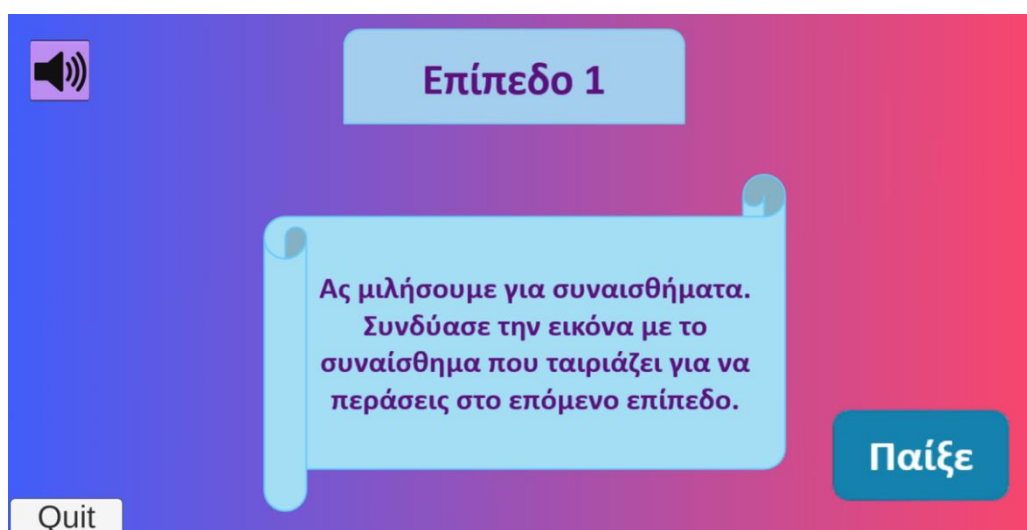 Επίπεδο 1
Ας μιλήσουμε για συναισθήματα.
Συνδύασε την εικόνα με το
συναίσθημα που ταιριάζει για να
περάσεις στο επόμενο επίπεδο.
Παίξε
Quit